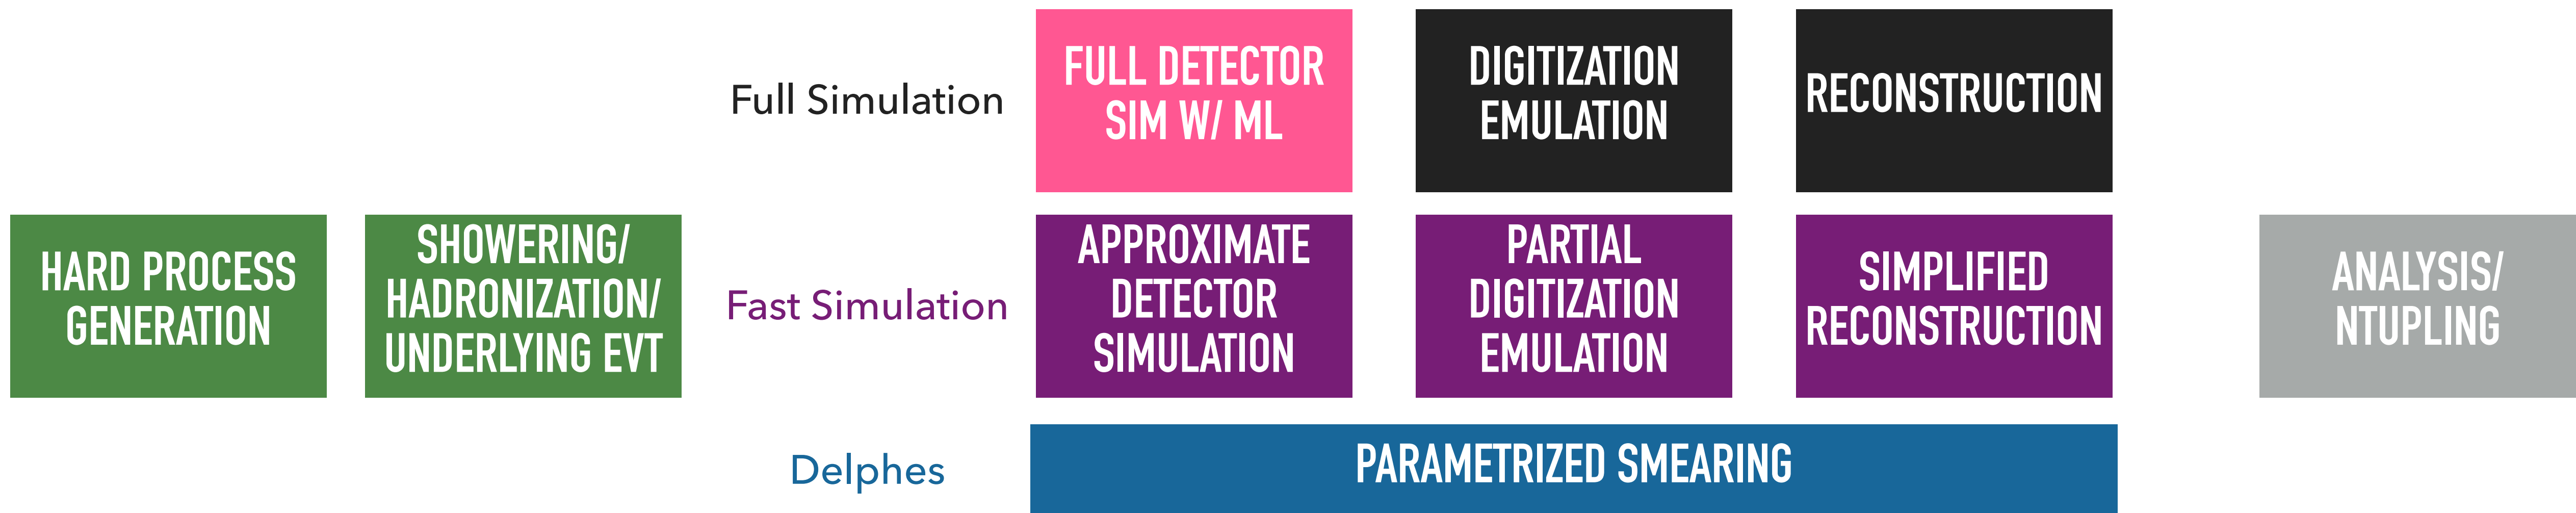 HARD PROCESS
GENERATION
SHOWERING/
HADRONIZATION/
UNDERLYING EVT
Full Simulation
FULL DETECTOR
SIM W/ ML
DIGITIZATION
EMULATION
RECONSTRUCTION
Fast Simulation
APPROXIMATE
DETECTOR
SIMULATION
PARTIAL
DIGITIZATION
EMULATION
SIMPLIFIED
RECONSTRUCTION
Delphes
PARAMETRIZED SMEARING
ANALYSIS/
NTUPLING